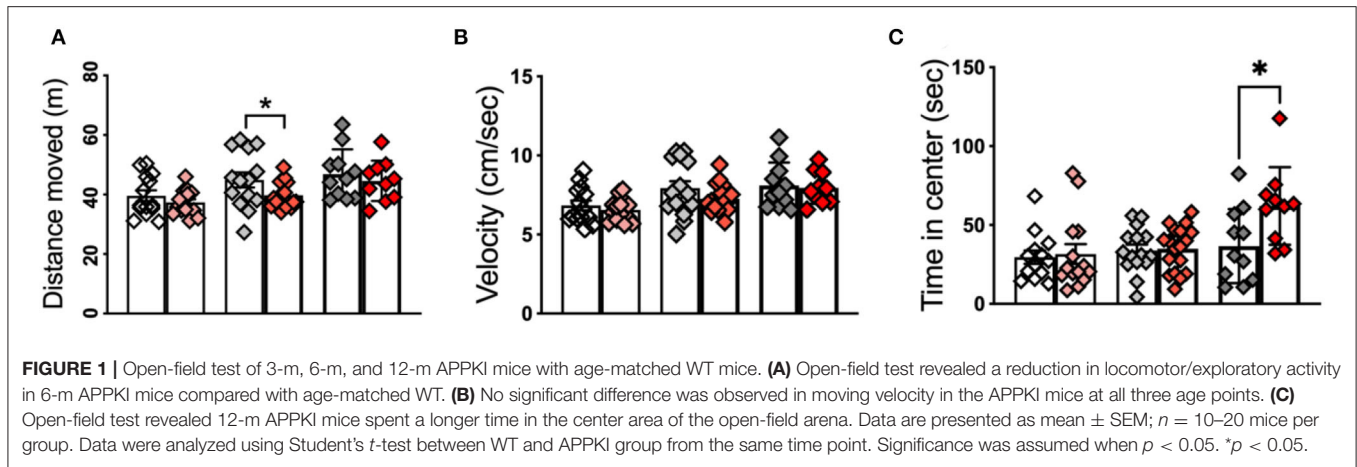 A
B
C
Distance moved (m)
80
60
40
20
0
*
Velocity (cm/sec)
15
10
5
0
Time in center (sec)
150
100
50
0
*
FIGURE 1 | Open-field test of 3-m, 6-m, and 12-m APPKI mice with age-matched WT mice. (A) Open-field test revealed a reduction in locomotor/exploratory activity
in 6-m APPKI mice compared with age-matched WT. (B) No significant difference was observed in moving velocity in the APPKI mice at all three age points. (C)
Open-field test revealed 12-m APPKI mice spent a longer time in the center area of the open-field arena. Data are presented as mean ± SEM; n = 10–20 mice per
group. Data were analyzed using Student's t-test between WT and APPKI group from the same time point. Significance was assumed when p < 0.05. *p < 0.05.